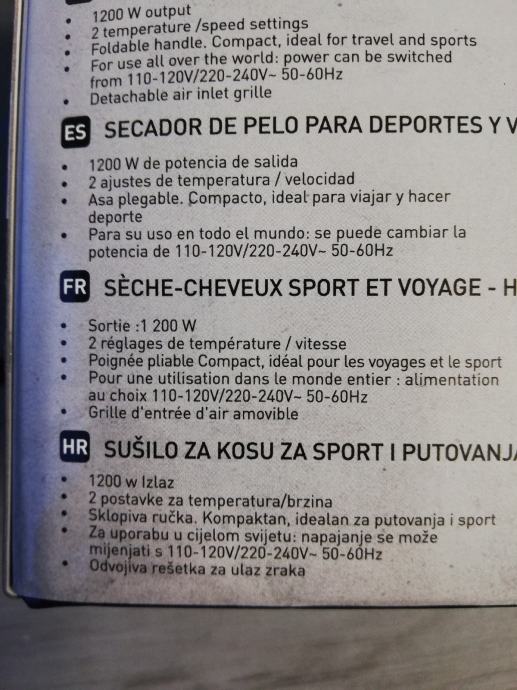 1200 W output
2 temperature /speed settings
Foldable handle. Compact, ideal for travel and sports
For use all over the world: power can be switched
from 110-120V/220-240V~ 50-60Hz
Detachable air inlet grille
ES SECADOR DE PELO PARA DEPORTES Y
1200 W de potencia de salida
2 ajustes de temperatura / velocidad
Asa plegable. Compacto, ideal para viajar y hacer
deporte
Para su uso en todo el mundo: se puede cambiar la
potencia de 110-120V/220-240V~ 50-60Hz
FR SÈCHE-CHEVEUX SPORT ET VOYAGE - H
Sortie :1 200 W
2 réglages de température / vitesse
Poignée pliable Compact, idéal pour les voyages et le sport
Pour une utilisation dans le monde entier : alimentation
au choix 110-120V/220-240V~ 50-60Hz
Grille d'entrée d'air amovible
HR SUŠILO ZA KOSU ZA SPORT I PUTOVANJA
1200 w Izlaz
2 postavke za temperatura/brzina
Sklopiva ručka. Kompaktan, idealan za putovanja i sport
Za uporabu u cijelom svijetu: napajanje se može
mijenjati s 110-120V/220-240V~ 50-60Hz
Odvojiva rešetka za ulaz zraka